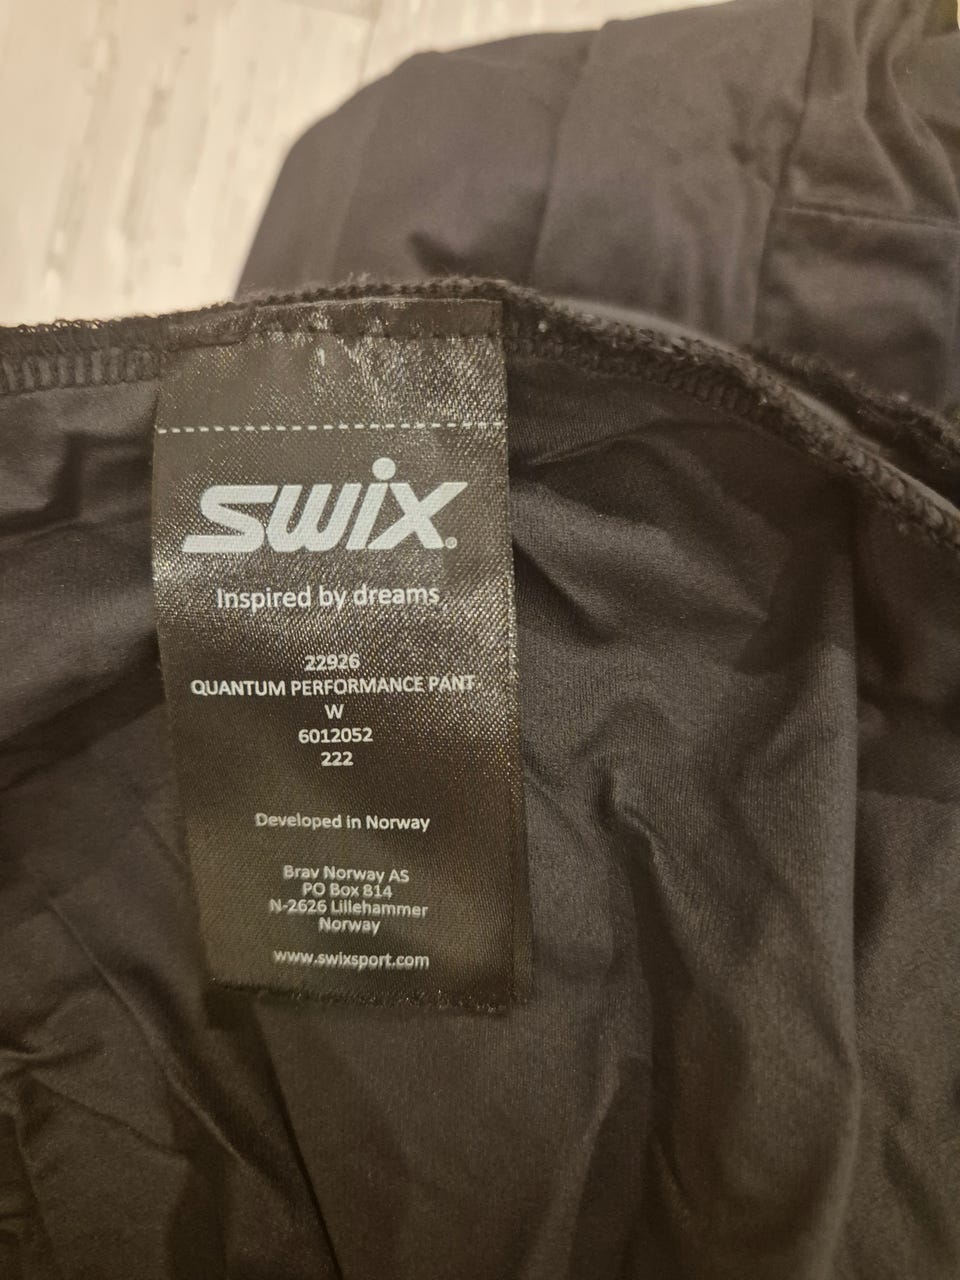 SWIX
Inspired by dreams
22926
QUANTUM PERFORMANCE PANT
W
6012052
222
Developed in Norway
Brav Norway AS
PO Box 814
N-2626 Lillehammer
Norway
www.swixsport.com